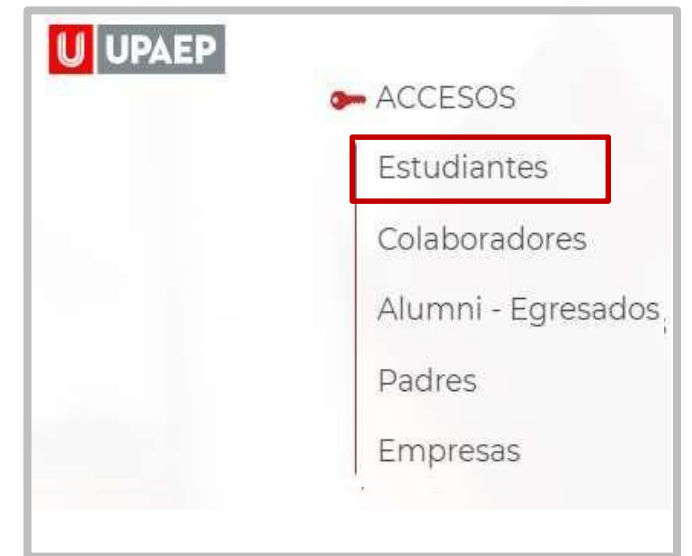 U UPAEP
ACCESOS
Estudiantes
Colaboradores
Alumni - Egresados
Padres
Empresas